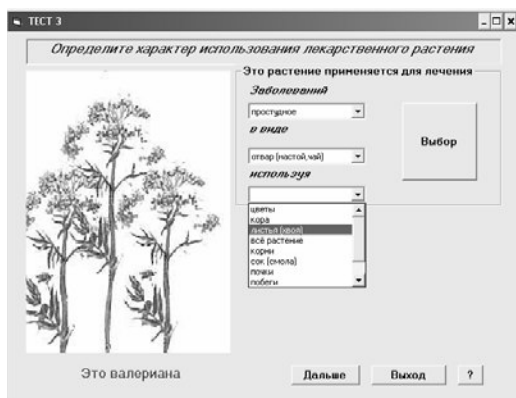 ТЕСТ 3
Определите характер использования лекарственного растения
Это растение применяется для лечения
Заболеваний
простудное
в виде
отвар (настой,чай)
Выбор
используя
цветы
кора
листья (хвоя)
всё растение
корни
сок (смола)
почки
побеги
Это валериана
Дальше
Выход
?